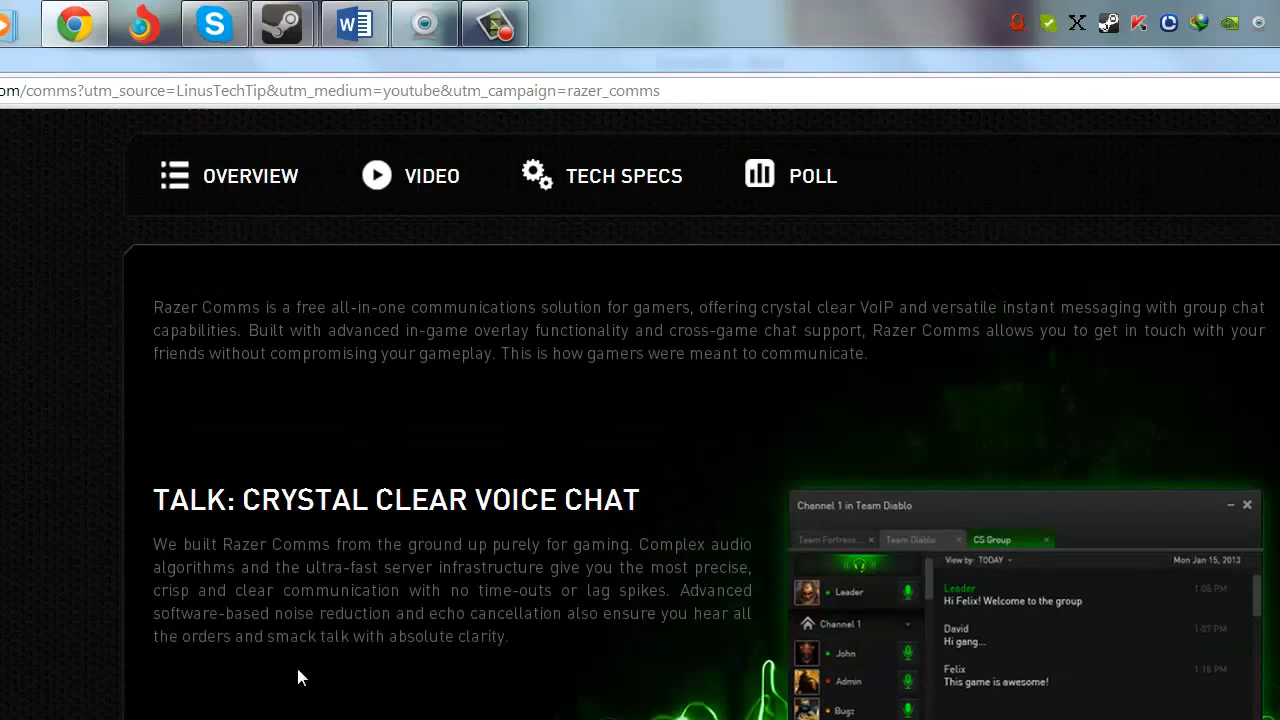 om/comms?utm_source=LinusTechTip&utm_medium=youtube&utm_campaign=razer_comms
OVERVIEW VIDEO TECH SPECS POLL
Razer Comms is a free all-in-one communications solution for gamers, offering crystal clear VoIP and versatile instant messaging with group chat
capabilities. Built with advanced in-game overlay functionality and cross-game chat support, Razer Comms allows you to get in touch with your
friends without compromising your gameplay. This is how gamers were meant to communicate.
TALK: CRYSTAL CLEAR VOICE CHAT
We built Razer Comms from the ground up purely for gaming. Complex audio
algorithms and the ultra-fast server infrastructure give you the most precise,
crisp and clear communication with no time-outs or lag spikes. Advanced
software-based noise reduction and echo cancellation also ensure you hear all
the orders and smack talk with absolute clarity.
Channel 1 in Team Diablo
Team Fortress... Team Diablo CS Group
View by: TODAY Mon Jan 15, 2013
Leader
Channel 1
John
Admin
Bugz
Leader 1:05 PM
Hi Felix! Welcome to the group
David 1:07 PM
Hi gang...
Felix 1:15 PM
This game is awesome!